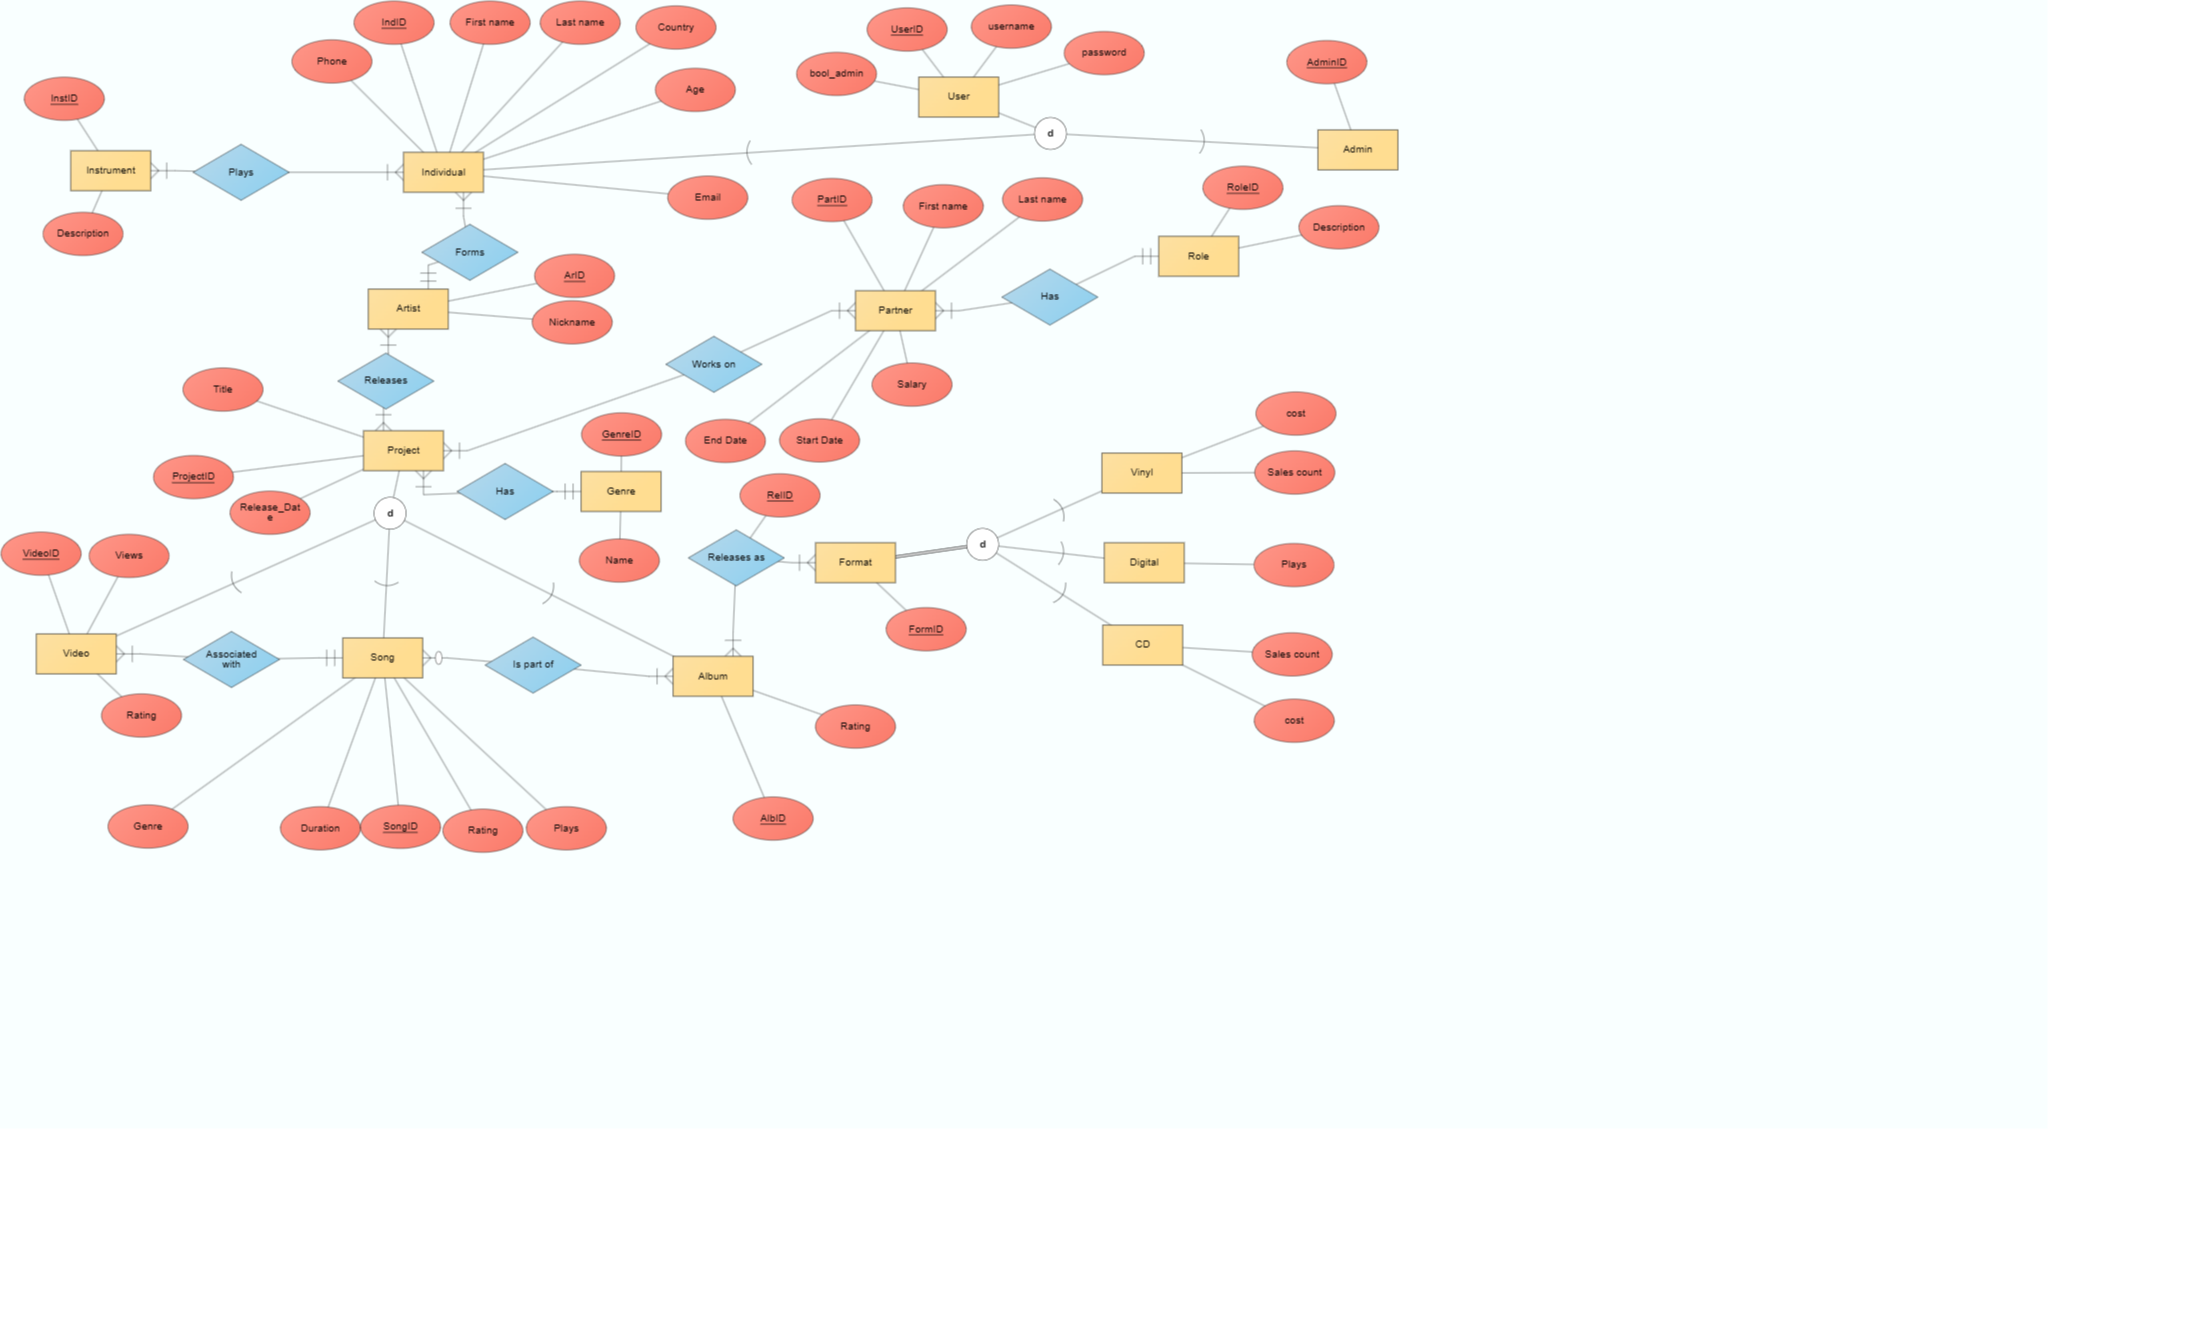 IndID
First name
Last name
Country
UserID
username
password
Phone
bool_admin
AdminID
Age
InstID
User
d
Admin
Instrument
Plays
Individual
Email
PartID
First name
Last name
RoleID
Description
Description
Forms
Role
ArID
Has
Artist
Nickname
Partner
Works on
Releases
Title
Salary
cost
GenreID
End Date
Start Date
Project
ProjectID
Vinyl
Sales count
Has
Genre
RelID
Release_Dat
e
d
VideoID
Views
Name
Releases as
Format
d
Digital
Plays
FormID
Video
Associated
with
Song
Is part of
Album
CD
Sales count
Rating
Rating
cost
Genre
Duration
SongID
Rating
Plays
AlbID